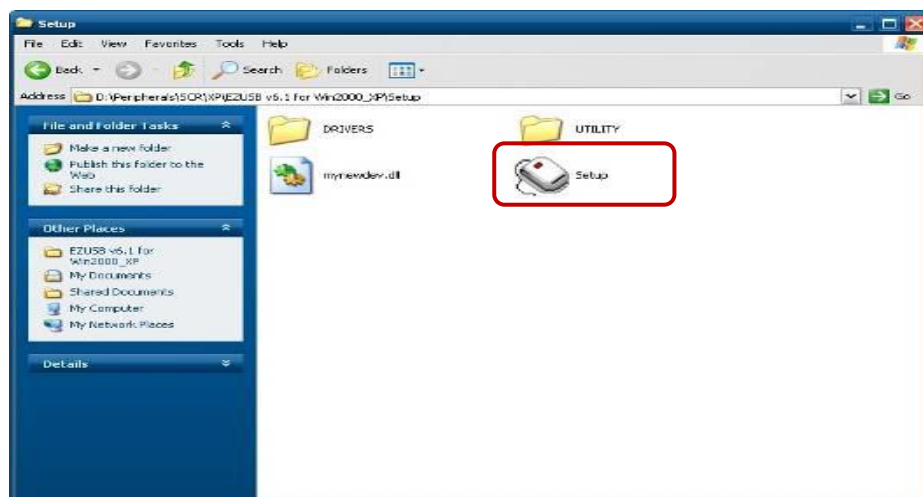 Setup
File Edit View Favorites Tools Help
Back Search Folders
Address D:\Peripherals\SCR\XP\EZUSB v6.1 for Win2000_XP\Setup Go
File and Folder Tasks
Make a new folder
Publish this folder to the
Web
Share this folder
Other Places
EZUSB v6.1 for
Win2000_XP
My Documents
Shared Documents
My Computer
My Network Places
Details
DRIVERS UTILITY
mynewdev.dll Setup